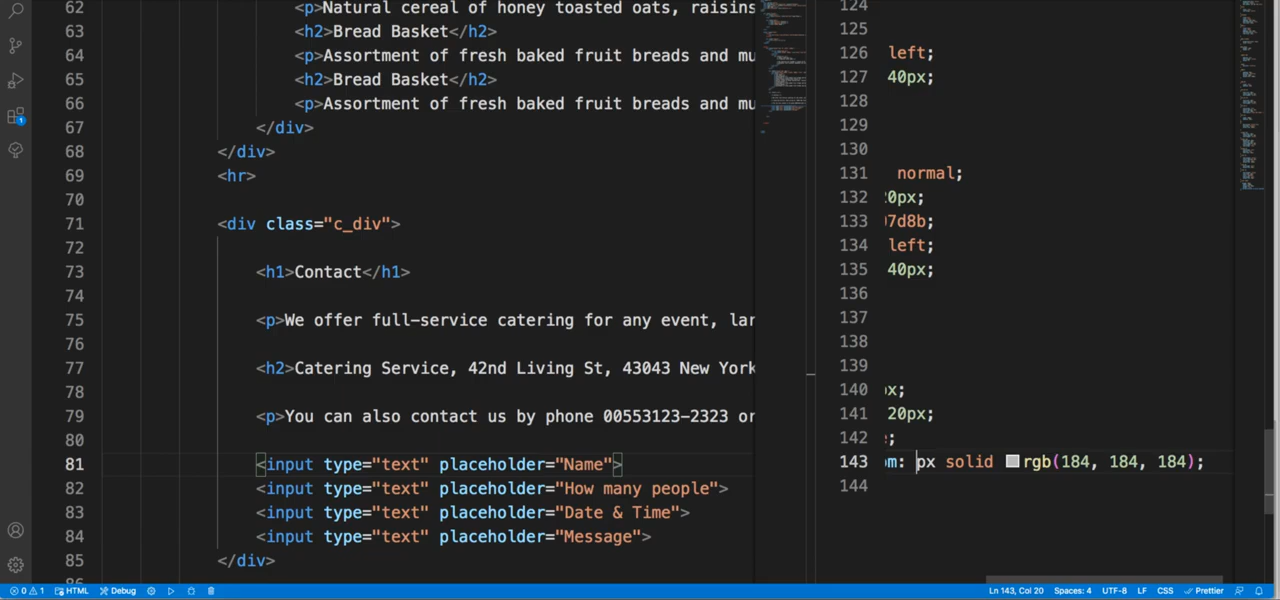 62 <p>Natural cereal of honey toasted oats, raisins
63 <h2>Bread Basket</h2>
64 <p>Assortment of fresh baked fruit breads and mu
65 <h2>Bread Basket</h2>
66 <p>Assortment of fresh baked fruit breads and mu
67 </div>
68 </div>
69 <hr>
70
71 <div class="c_div">
72
73 <h1>Contact</h1>
74
75 <p>We offer full-service catering for any event, lar
76
77 <h2>Catering Service, 42nd Living St, 43043 New York
78
79 <p>You can also contact us by phone 00553123-2323 or
80
81 <input type="text" placeholder="Name">
82 <input type="text" placeholder="How many people">
83 <input type="text" placeholder="Date & Time">
84 <input type="text" placeholder="Message">
85 </div>
86
124
125
126 left;
127 40px;
128
129
130
131 normal;
132 20px;
133 07d8b;
134 left;
135 40px;
136
137
138
139
140 px;
141 20px;
142 e;
143 om: px solid rgb(184, 184, 184);
144
1
0 1 HTML Debug Ln 143, Col 20 Spaces: 4 UTF-8 LF CSS Prettier